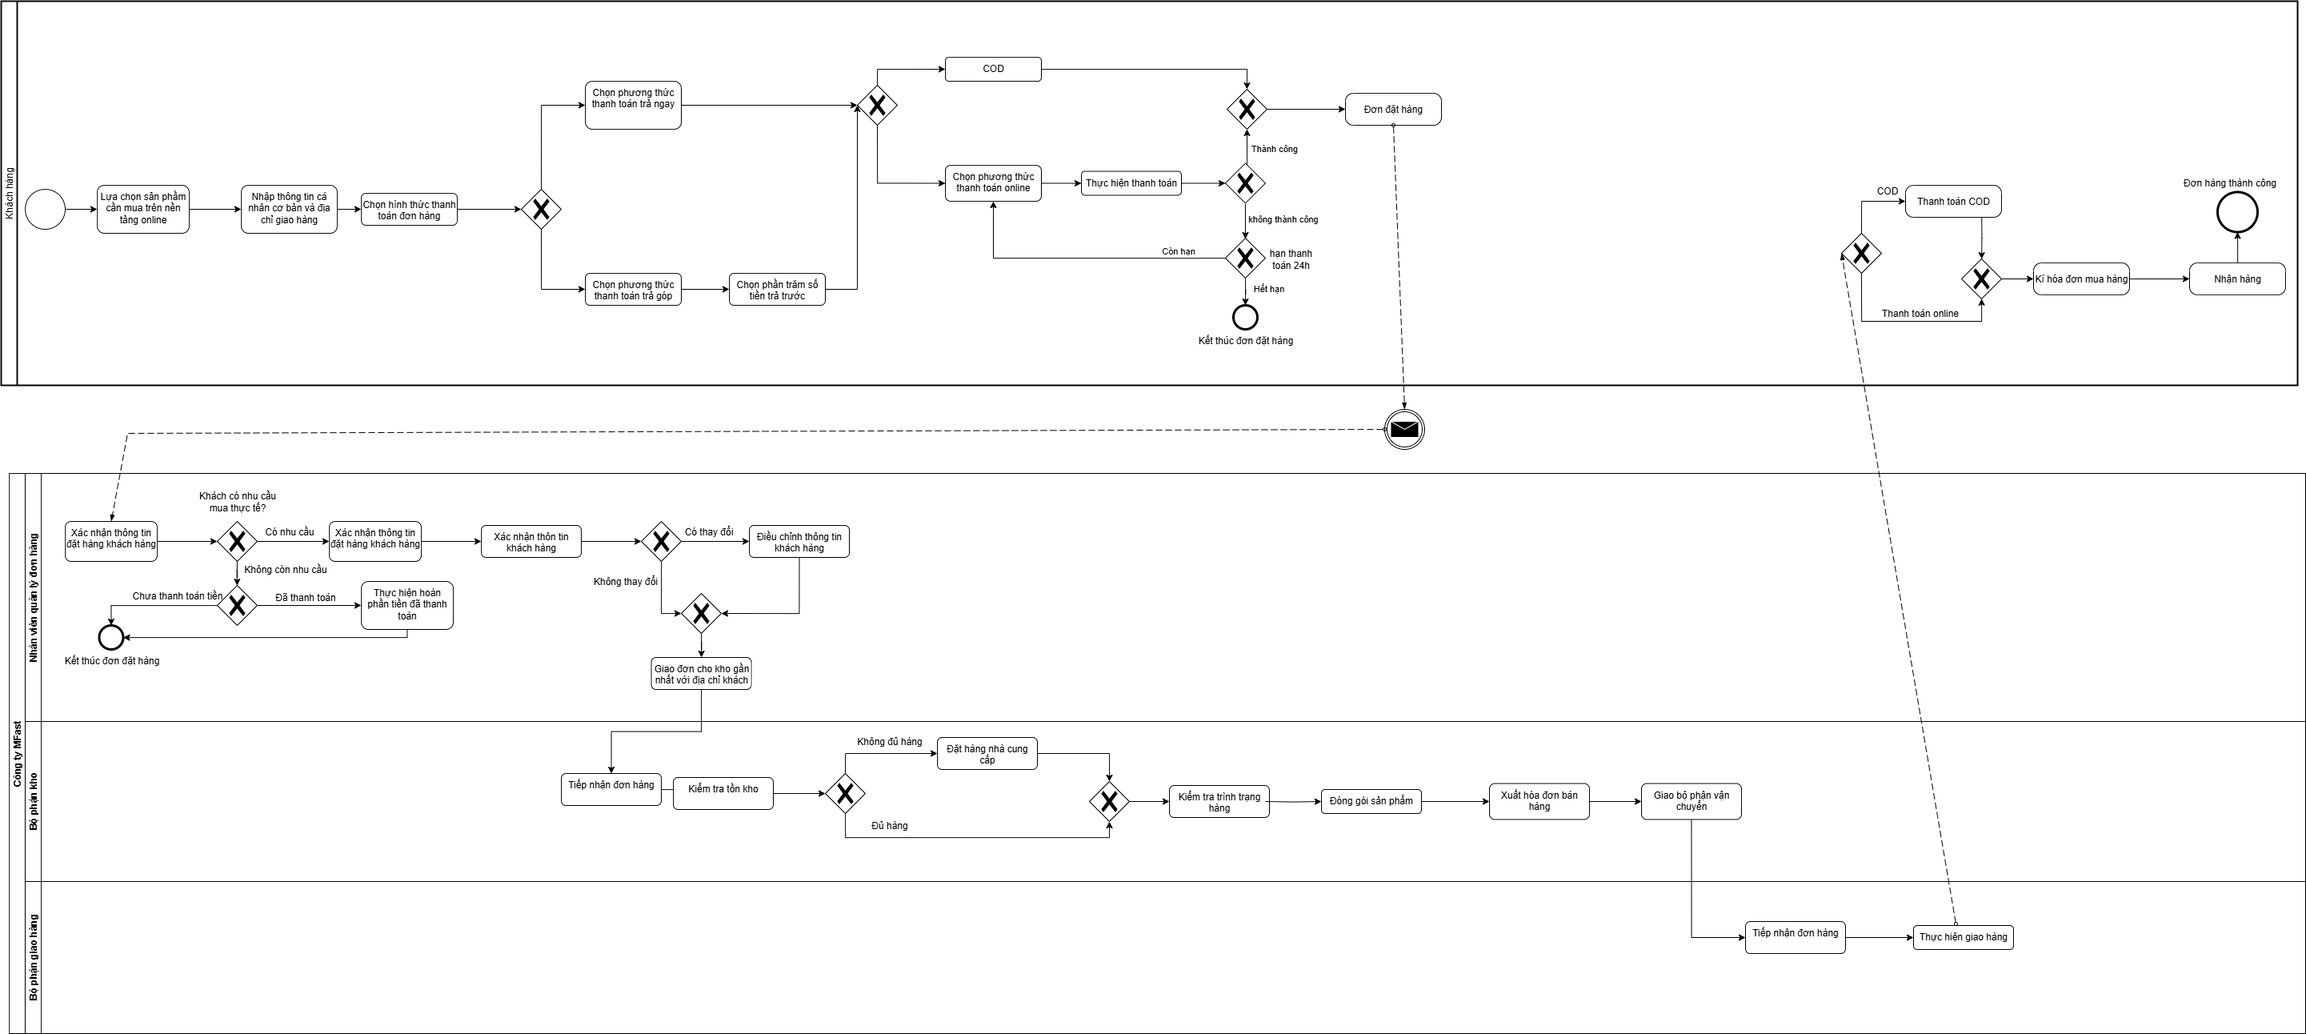 Khách hàng
Lựa chọn sản phầm
cần mua trên nền
tảng online
Nhập thông tin cá
nhân cơ bản và địa
chỉ giao hàng
Chọn hình thức thanh
toán đơn hàng
Chọn phương thức
thanh toán trả ngay
Chọn phương thức
thanh toán trả góp
Chọn phần trăm số
tiền trả trước
COD
Chọn phương thức
thanh toán online
Thực hiện thanh toán
Thành công
không thành công
Còn hạn
hạn thanh
toán 24h
Hết hạn
Kết thúc đơn đặt hàng
Đơn đặt hàng
COD
Thanh toán COD
Thanh toán online
Kí hóa đơn mua hàng
Nhận hàng
Đơn hàng thành công
Công ty MFast
Nhân viên quản lý đơn hàng
Xác nhận thông tin
đặt hàng khách hàng
Khách có nhu cầu
mua thực tế?
Có nhu cầu
Không còn nhu cầu
Chưa thanh toán tiền
Đã thanh toán
Thực hiện hoàn
phần tiền đã thanh
toán
Kết thúc đơn đặt hàng
Xác nhận thông tin
đặt hàng khách hàng
Xác nhận thôn tin
khách hàng
Có thay đổi
Không thay đổi
Điều chỉnh thông tin
khách hàng
Giao đơn cho kho gần
nhất với địa chỉ khách
Bộ phận kho
Tiếp nhận đơn hàng
Kiểm tra tồn kho
Không đủ hàng
Đủ hàng
Đặt hàng nhà cung
cấp
Kiểm tra trình trạng
hàng
Đóng gói sản phẩm
Xuất hóa đơn bán
hàng
Giao bộ phận vận
chuyển
Bộ phận giao hàng
Tiếp nhận đơn hàng
Thực hiện giao hàng